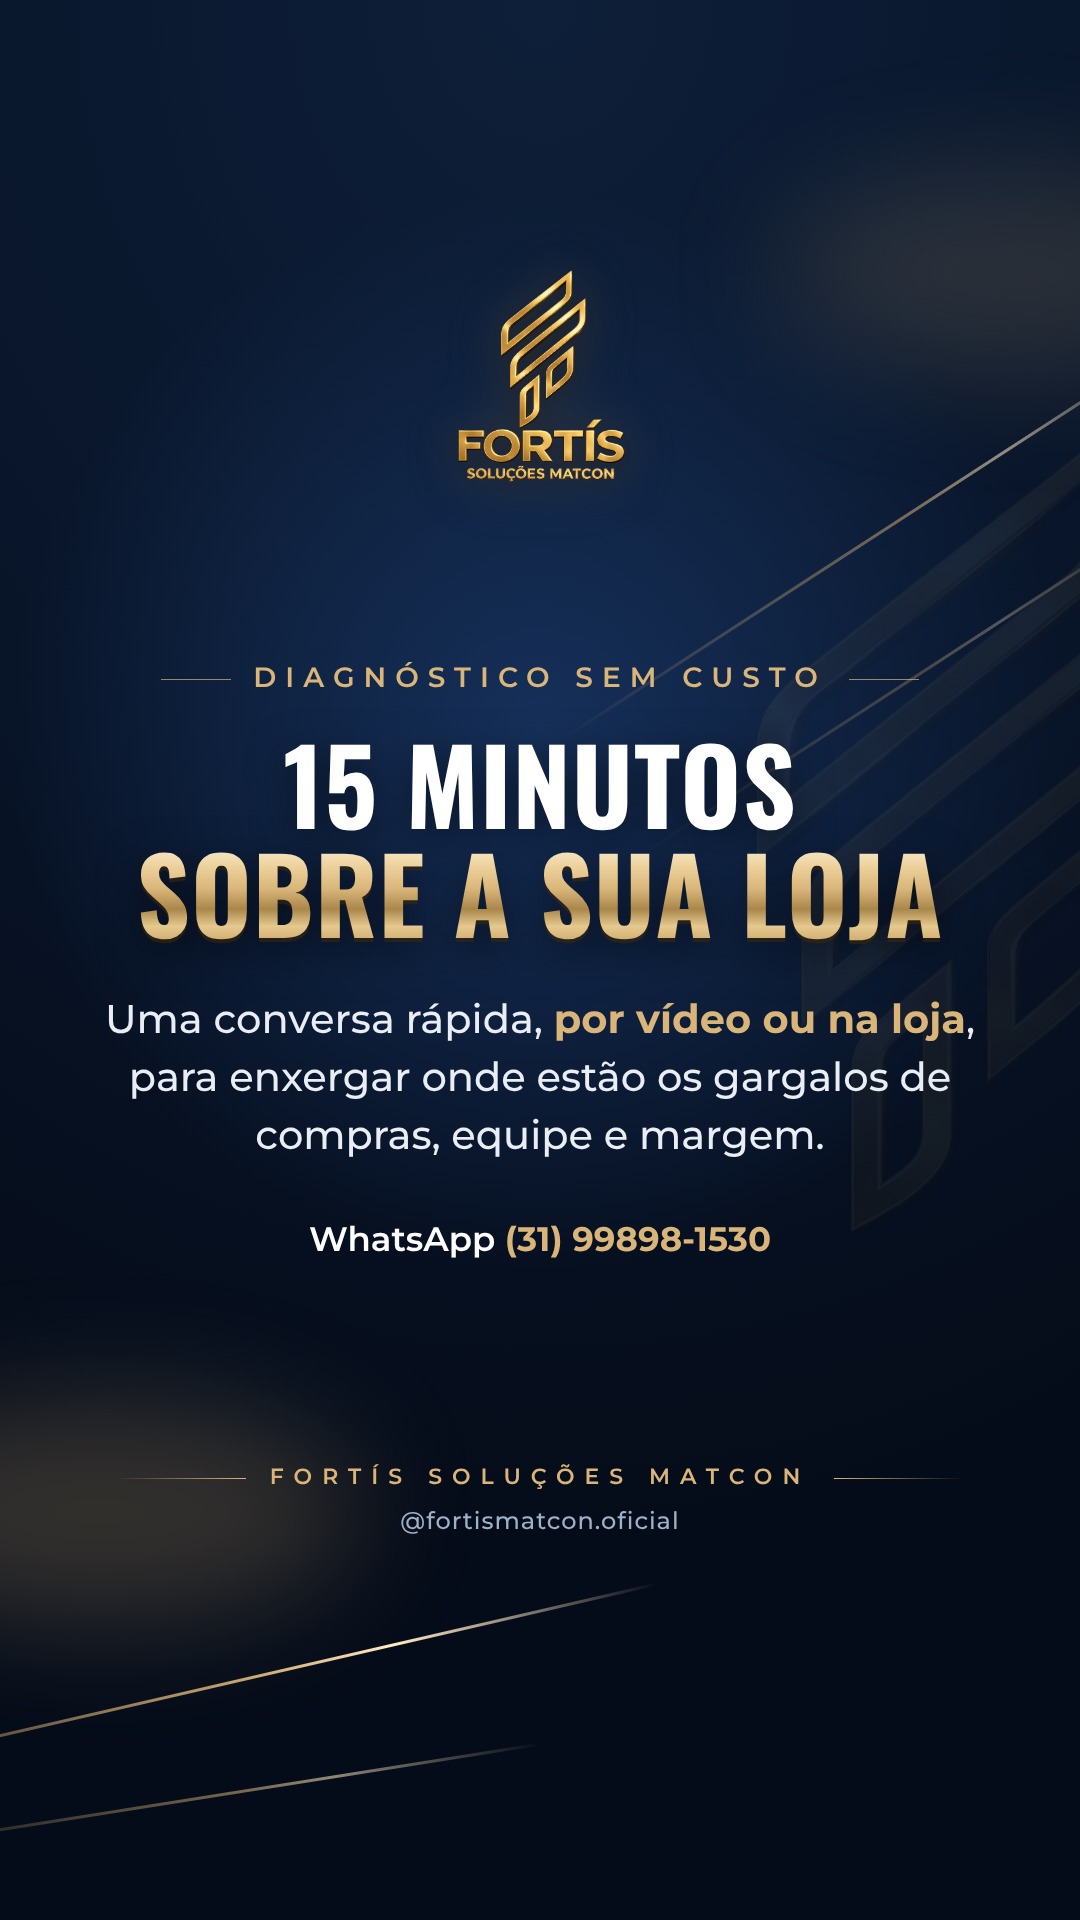 FORTÍS
SOLUÇÕES MATCON
DIAGNÓSTICO SEM CUSTO
15 MINUTOS
SOBRE A SUA LOJA
Uma conversa rápida, por vídeo ou na loja,
para enxergar onde estão os gargalos de
compras, equipe e margem.
WhatsApp (31) 99898-1530
FORTÍS SOLUÇÕES MATCON
@fortismatcon.oficial